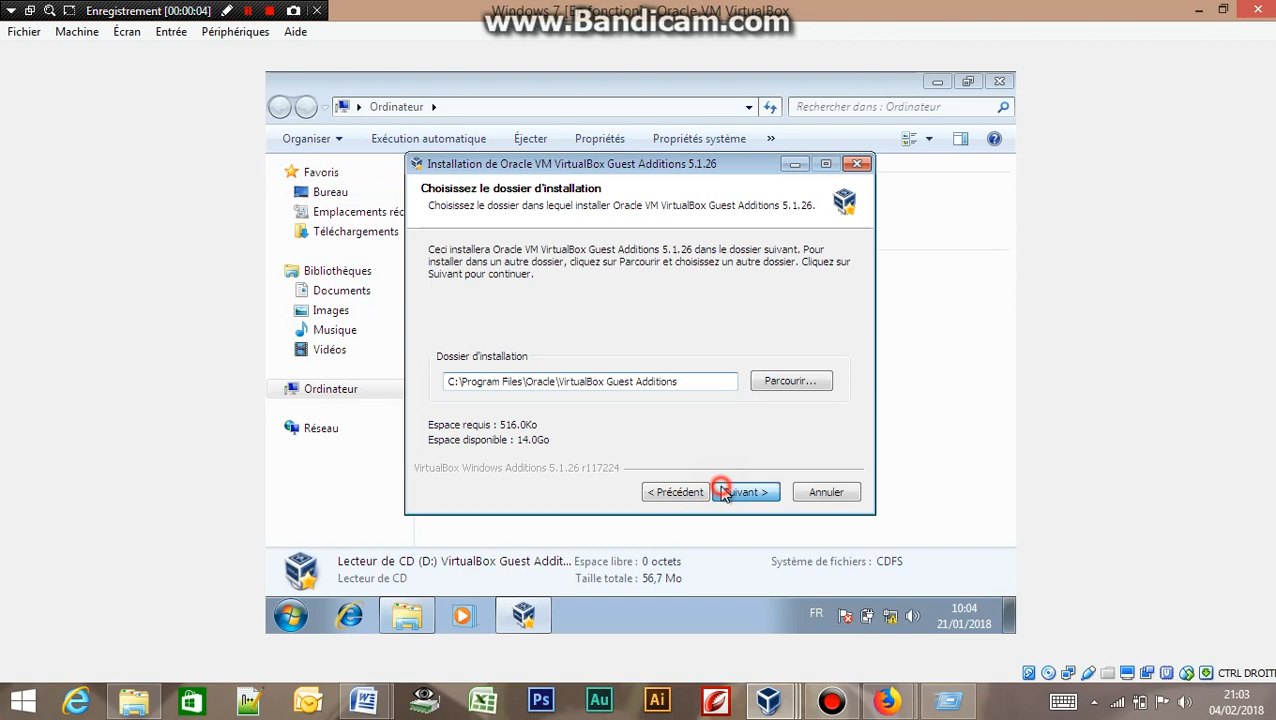 Enregistrement [00:00:04]
www.Bandicam.com
Fichier Machine Écran Entrée Périphériques Aide
Ordinateur
Rechercher dans : Ordinateur
Organiser Exécution automatique Éjecter Propriétés Propriétés système »
Favoris
Bureau
Emplacements réc
Téléchargements
Bibliothèques
Documents
Images
Musique
Vidéos
Ordinateur
Réseau
Installation de Oracle VM VirtualBox Guest Additions 5.1.26
Choisissez le dossier d'installation
Choisissez le dossier dans lequel installer Oracle VM VirtualBox Guest Additions 5.1.26.
Ceci installera Oracle VM VirtualBox Guest Additions 5.1.26 dans le dossier suivant. Pour
installer dans un autre dossier, cliquez sur Parcourir et choisissez un autre dossier. Cliquez sur
Suivant pour continuer.
Dossier d'installation
C:\Program Files\Oracle\VirtualBox Guest Additions Parcourir...
Espace requis : 516.0Ko
Espace disponible : 14.0Go
VirtualBox Windows Additions 5.1.26 r117224
< Précédent uivant > Annuler
Lecteur de CD (D:) VirtualBox Guest Addit... Espace libre : 0 octets Système de fichiers : CDFS
Lecteur de CD Taille totale : 56,7 Mo
FR
10:04
21/01/2018
CTRL DROITE
Ps Au Ai
21:03
04/02/2018